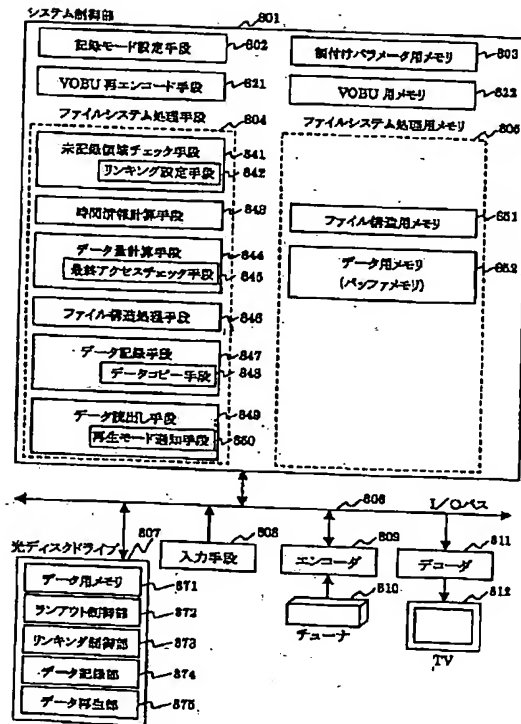 システム制御部
801
記録モード設定手段
802
割付けパラメータ用メモリ
803
VOBU 再エンコード手段
821
VOBU 用メモリ
822
ファイルシステム処理手段
804
ファイルシステム処理用メモリ
805
未記録領域チェック手段
841
リンキング設定手段
842
時間情報計算手段
843
ファイル構造用メモリ
851
データ量計算手段
844
最終アクセスチェック手段
845
データ用メモリ
(バッファメモリ)
852
ファイル構造処理手段
846
データ記録手段
847
データコピー手段
848
データ読出し手段
849
再生モード通知手段
850
806
I/Oバス
光ディスクドライブ
807
入力手段
808
エンコーダ
809
デコーダ
811
データ用メモリ
871
ランアウト制御部
872
リンキング制御部
873
データ記録部
874
データ再生部
875
チューナ
810
TV
812